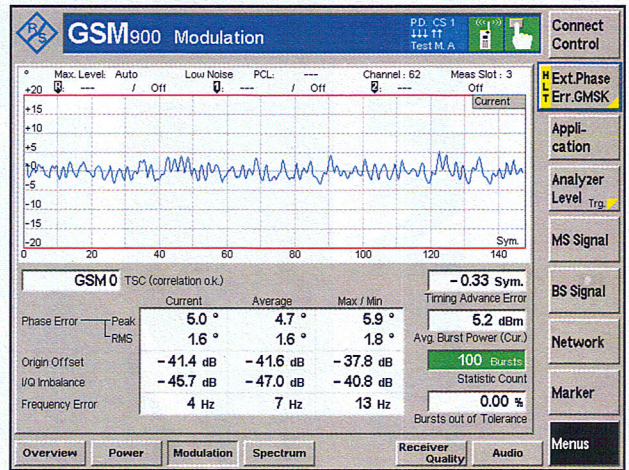 R S
GSM900 Modulation
P.D. CS 1
Test M. A
Connect Control
° Max. Level: Auto Low Noise PCL: --- Channel: 62 Meas Slot: 3
+20 --- / Off --- / Off --- Off
Current
+15
+10
+5
-5
-10
-15
-20
Sym.
0 20 40 60 80 100 120 140
GSM 0 TSC (correlation o.k.)
-0.33 Sym.
Timing Advance Error
Current Average Max / Min
Phase Error Peak 5.0 ° 4.7 ° 5.9 °
RMS 1.6 ° 1.6 ° 1.8 °
5.2 dBm
Avg. Burst Power (Cur.)
Origin Offset -41.4 dB -41.6 dB -37.8 dB
100 Bursts
Statistic Count
I/Q Imbalance -45.7 dB -47.0 dB -40.8 dB
Frequency Error 4 Hz 7 Hz 13 Hz
0.00 %
Bursts out of Tolerance
Overview Power Modulation Spectrum Receiver Quality Audio
HLT Ext.Phase Err.GMSK
Appli-cation
Analyzer Level Trg.
MS Signal
BS Signal
Network
Marker
Menus